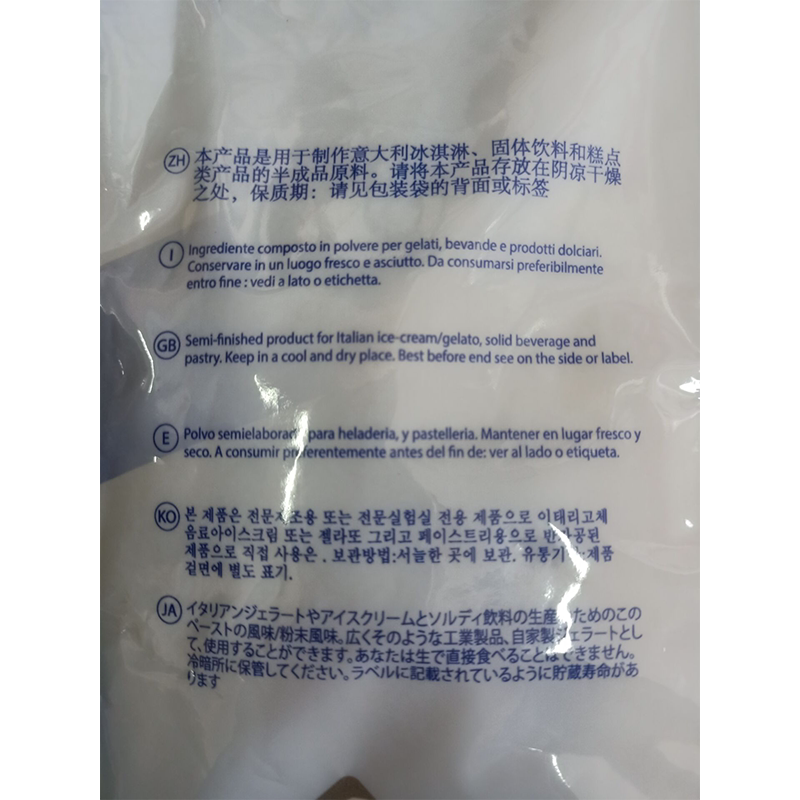 ZH 本产品是用于制作意大利冰淇淋、固体饮料和糕点
类产品的半成品原料。请将本产品存放在阴凉干燥
之处，保质期：请见包装袋的背面或标签
I Ingrediente composto in polvere per gelati, bevande e prodotti dolciari.
Conservare in un luogo fresco e asciutto. Da consumarsi preferibilmente
entro fine : vedi a lato o etichetta.
GB Semi-finished product for Italian ice-cream/gelato, solid beverage and
pastry. Keep in a cool and dry place. Best before end see on the side or label.
E Polvo semielaborado para heladeria, y pastelleria. Mantener en lugar fresco y
seco. A consumir preferentemente antes del fin de: ver al lado o etiqueta.
KO 본 제품은 전문제조용 또는 전문실험실 전용 제품으로 이태리고체
음료아이스크림 또는 젤라또 그리고 페이스트리용으로 반가공된
제품으로 직접 사용은 . 보관방법:서늘한 곳에 보관. 유통기한:제품
겉면에 별도 표기.
JA イタリアンジェラートやアイスクリームとソルディ飲料の生産のためのこの
ペーストの風味/粉末風味。広くそのような工業製品、自家製ジェラートとし
て、使用することができます。あなたは生で直接食べることはできません。
冷暗所に保管してください。ラベルに記載されているように貯蔵寿命があ
ります